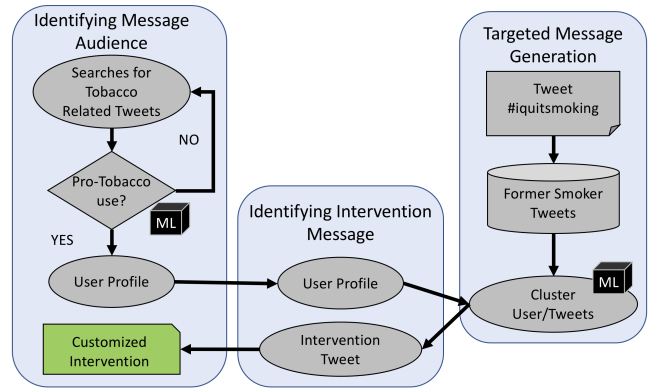 Identifying Message
Audience
Searches for
Tobacco
Related Tweets
NO
Pro-Tobacco
use?
ML
YES
User Profile
Customized
Intervention
Identifying Intervention
Message
User Profile
Intervention
Tweet
Targeted Message
Generation
Tweet
#iquitsmoking
Former Smoker
Tweets
ML
Cluster
User/Tweets